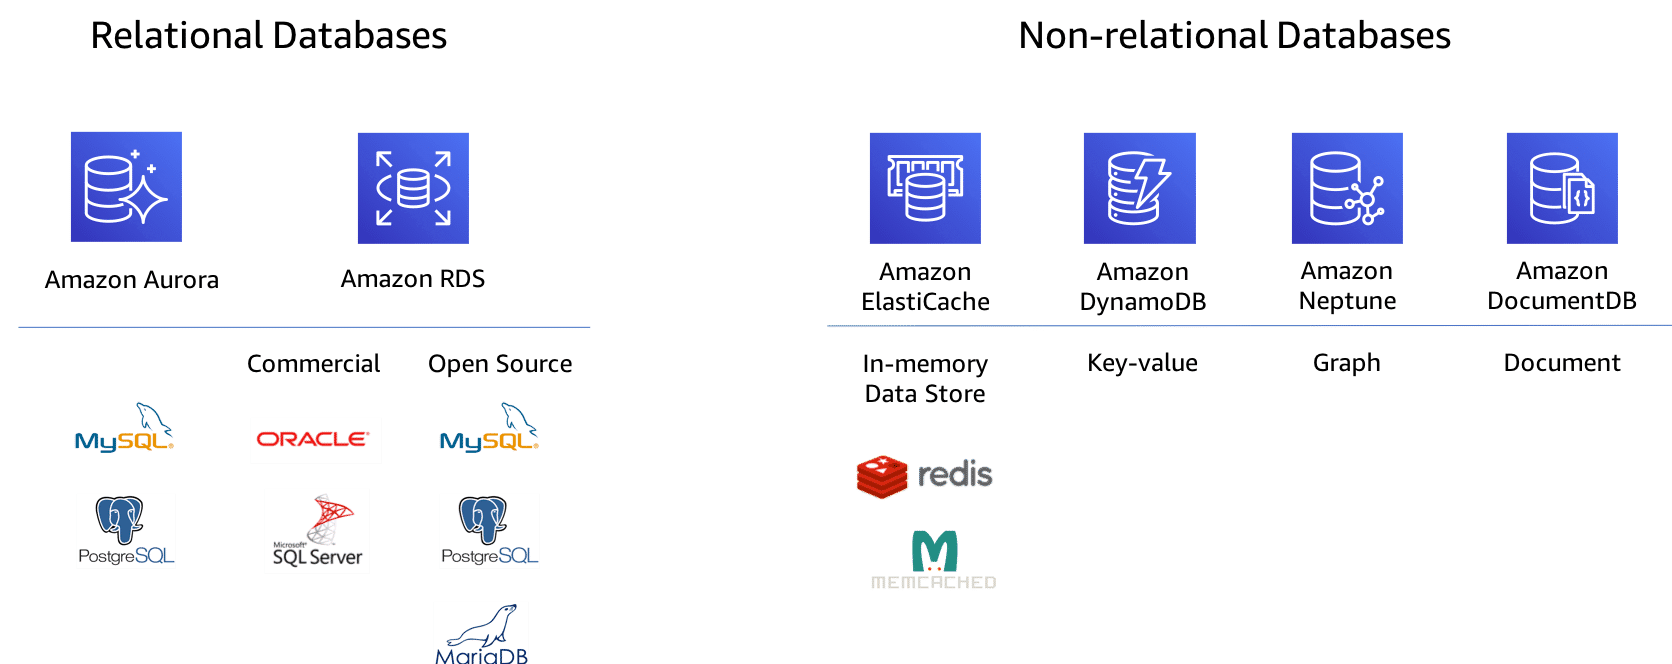 Relational Databases
Non-relational Databases
Amazon Aurora
Amazon RDS
Amazon
ElastiCache
Amazon
DynamoDB
Amazon
Neptune
Amazon
DocumentDB
Commercial
Open Source
In-memory
Data Store
Key-value
Graph
Document
MySQL®
ORACLE®
MySQL®
redis
PostgreSQL
Microsoft®
SQL Server
PostgreSQL
MEMCACHED
MariaDB